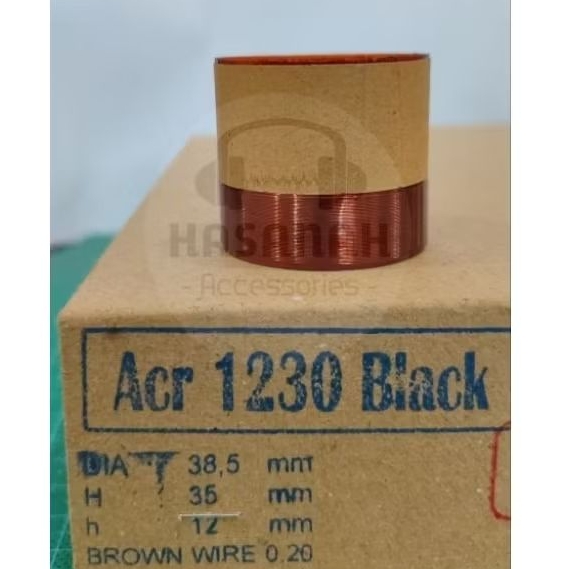 HASANAH
- Accessories -
Acr 1230 Black
DIA 38,5 mm
H : 35 mm
h : 12 mm
BROWN WIRE 0.20